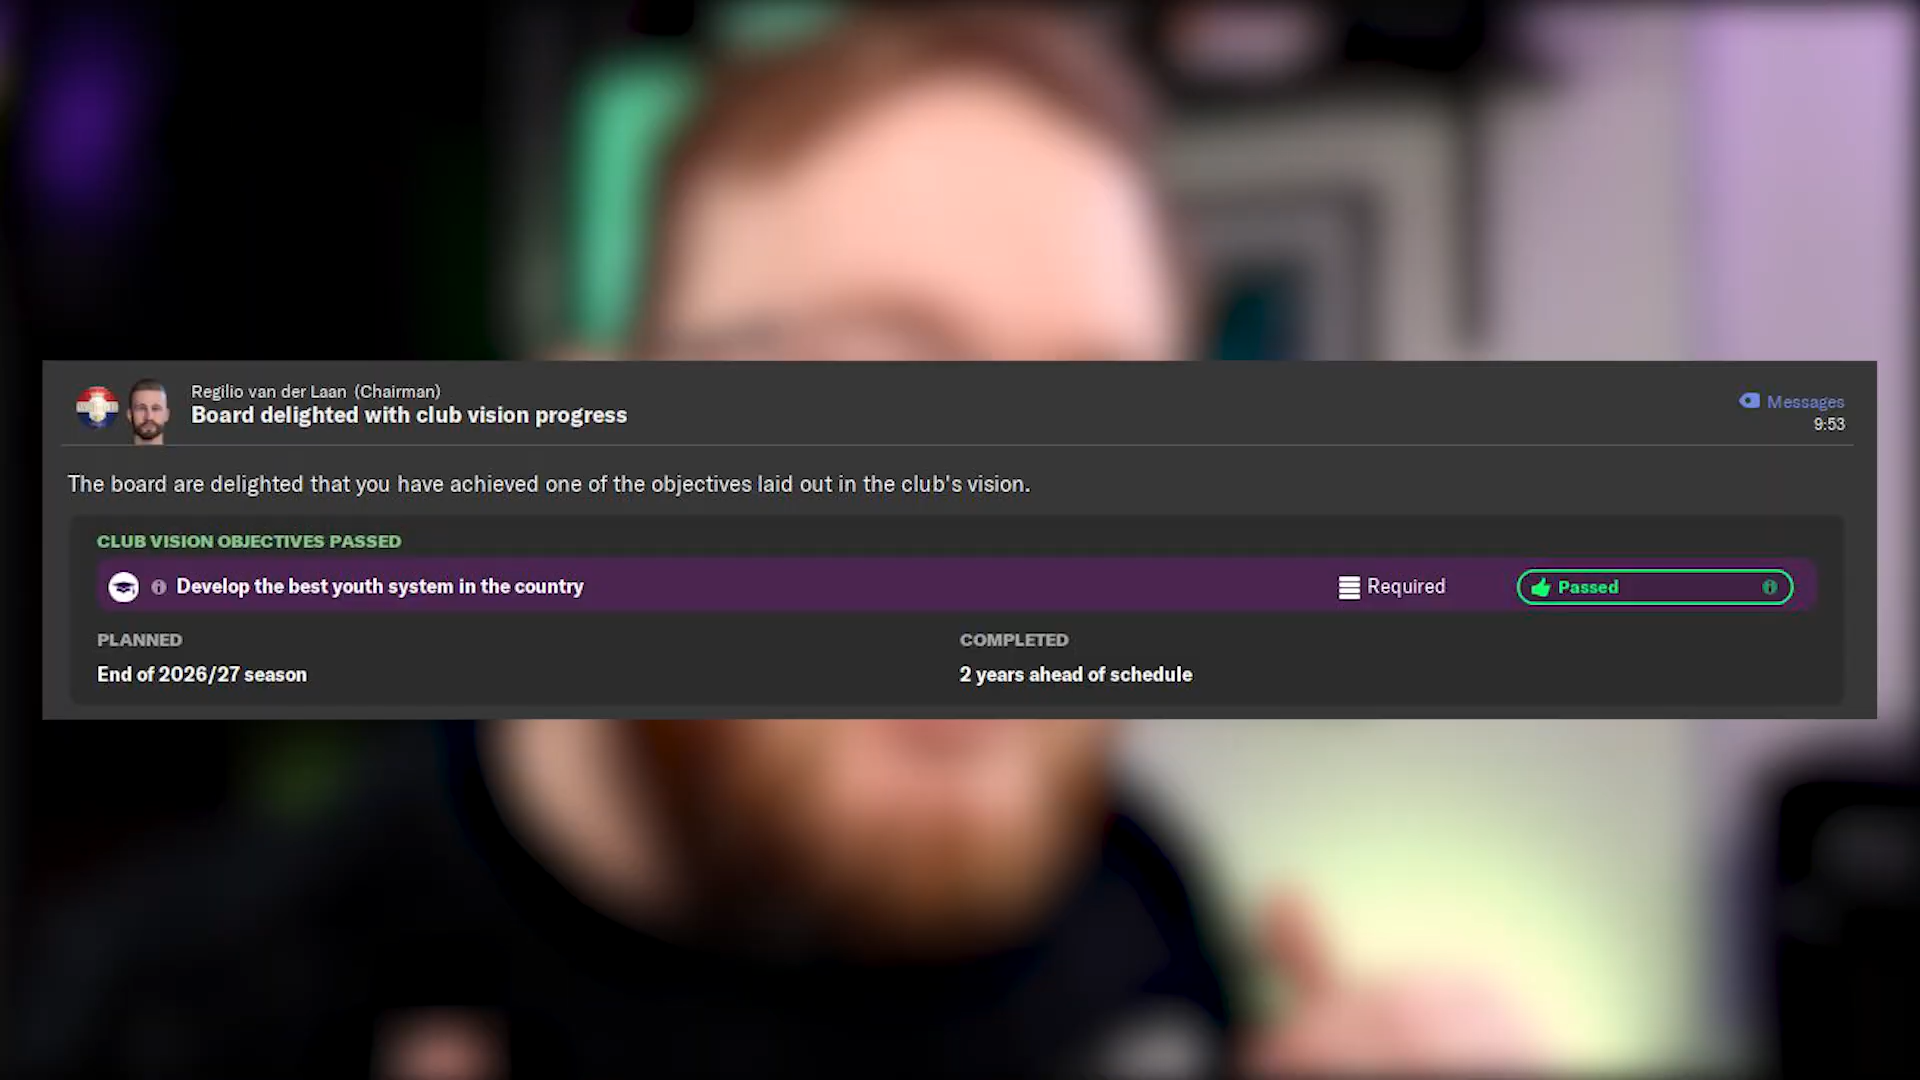 Regilio van der Laan (Chairman)
Board delighted with club vision progress
Messages
9:53
The board are delighted that you have achieved one of the objectives laid out in the club's vision.
CLUB VISION OBJECTIVES PASSED
Develop the best youth system in the country
Required
Passed
PLANNED
COMPLETED
End of 2026/27 season
2 years ahead of schedule